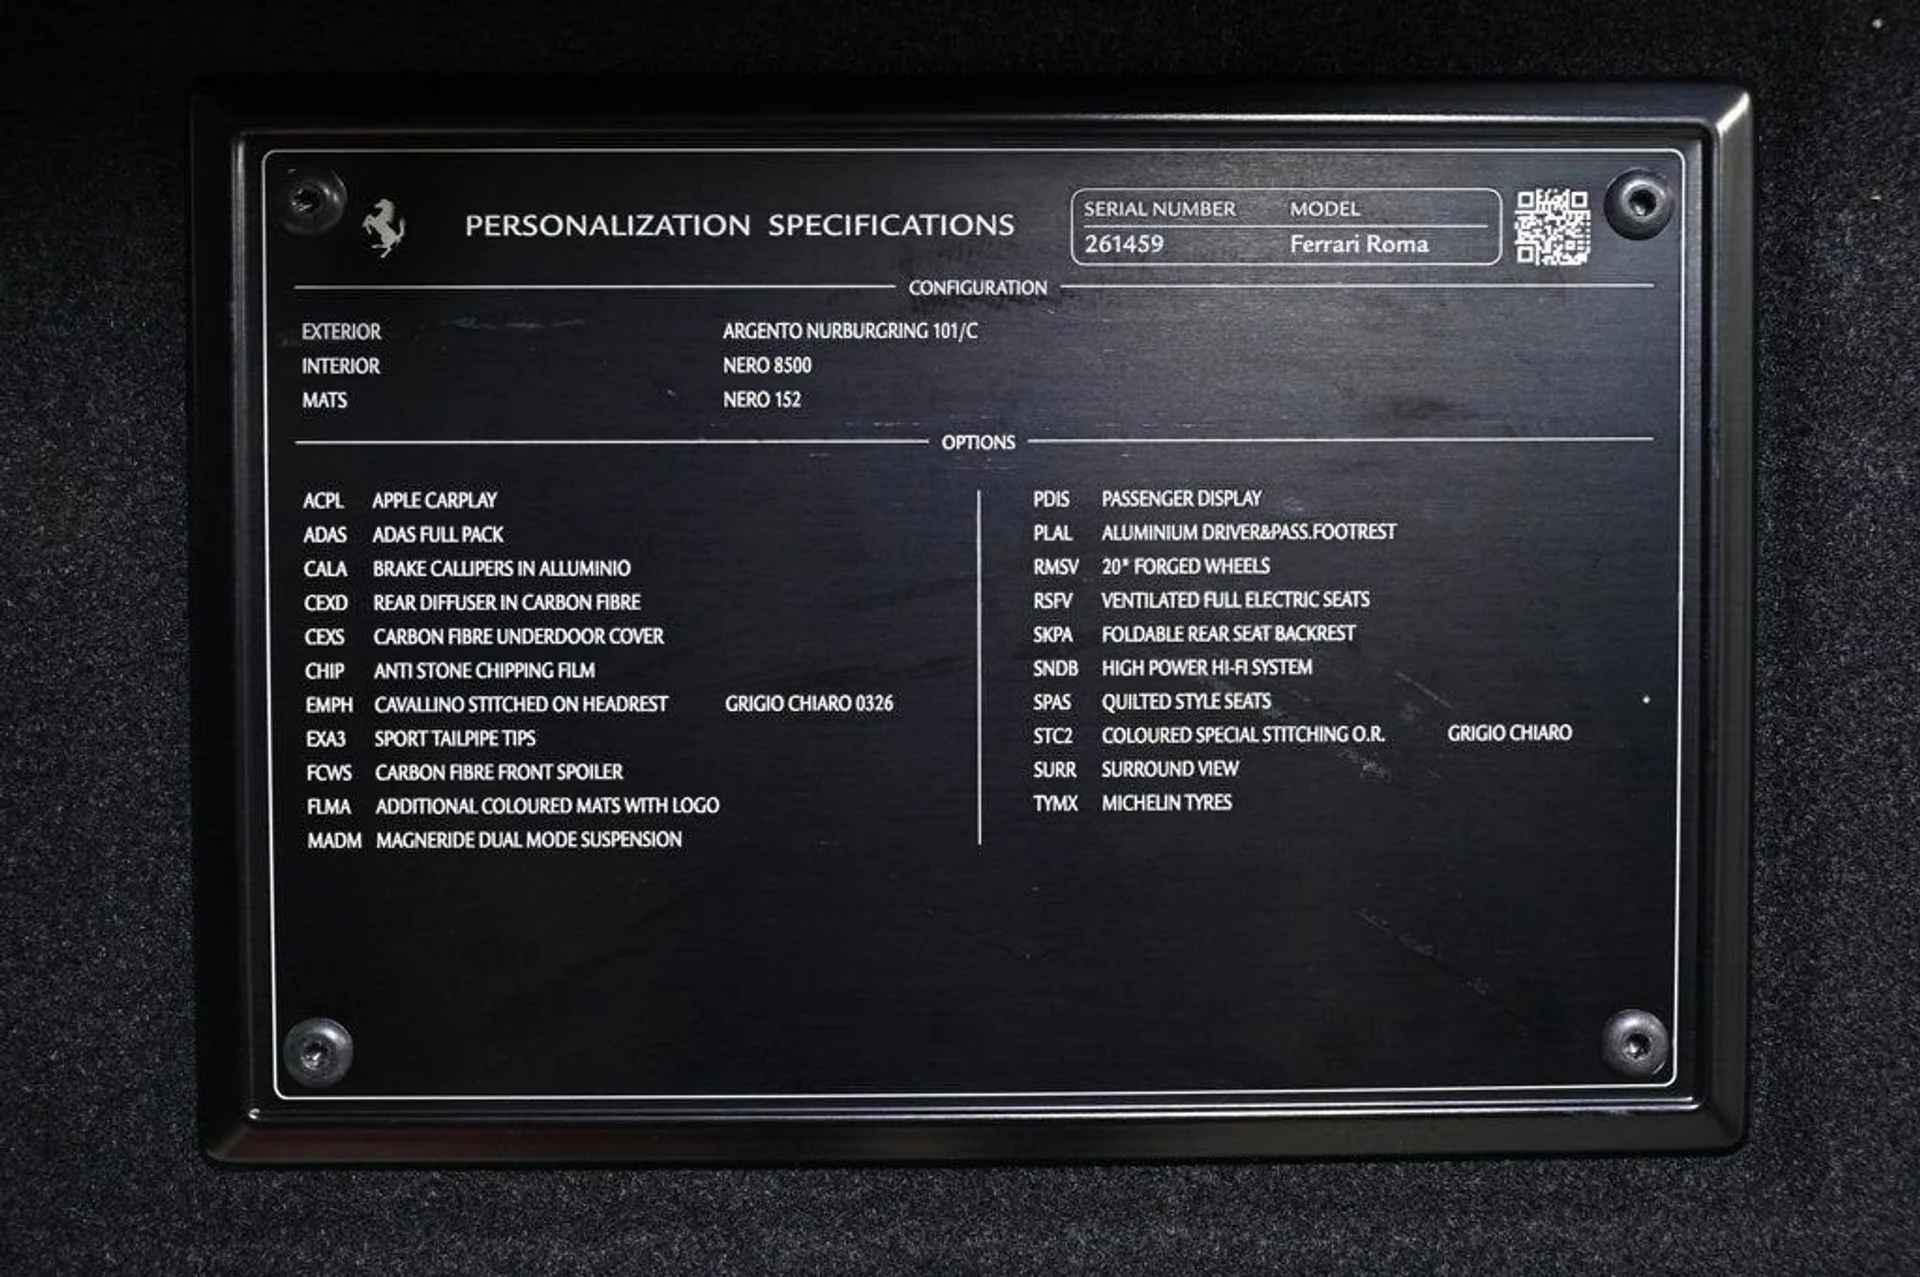 PERSONALIZATION SPECIFICATIONS
SERIAL NUMBER MODEL
261459 Ferrari Roma
CONFIGURATION
EXTERIOR ARGENTO NURBURGRING 101/C
INTERIOR NERO 8500
MATS NERO 152
OPTIONS
ACPL APPLE CARPLAY
ADAS ADAS FULL PACK
CALA BRAKE CALLIPERS IN ALLUMINIO
CEXD REAR DIFFUSER IN CARBON FIBRE
CEXS CARBON FIBRE UNDERDOOR COVER
CHIP ANTI STONE CHIPPING FILM
EMPH CAVALLINO STITCHED ON HEADREST GRIGIO CHIARO 0326
EXA3 SPORT TAILPIPE TIPS
FCWS CARBON FIBRE FRONT SPOILER
FLMA ADDITIONAL COLOURED MATS WITH LOGO
MADM MAGNERIDE DUAL MODE SUSPENSION
PDIS PASSENGER DISPLAY
PLAL ALUMINIUM DRIVER&PASS.FOOTREST
RMSV 20" FORGED WHEELS
RSFV VENTILATED FULL ELECTRIC SEATS
SKPA FOLDABLE REAR SEAT BACKREST
SNDB HIGH POWER HI-FI SYSTEM
SPAS QUILTED STYLE SEATS
STC2 COLOURED SPECIAL STITCHING O.R. GRIGIO CHIARO
SURR SURROUND VIEW
TYMX MICHELIN TYRES